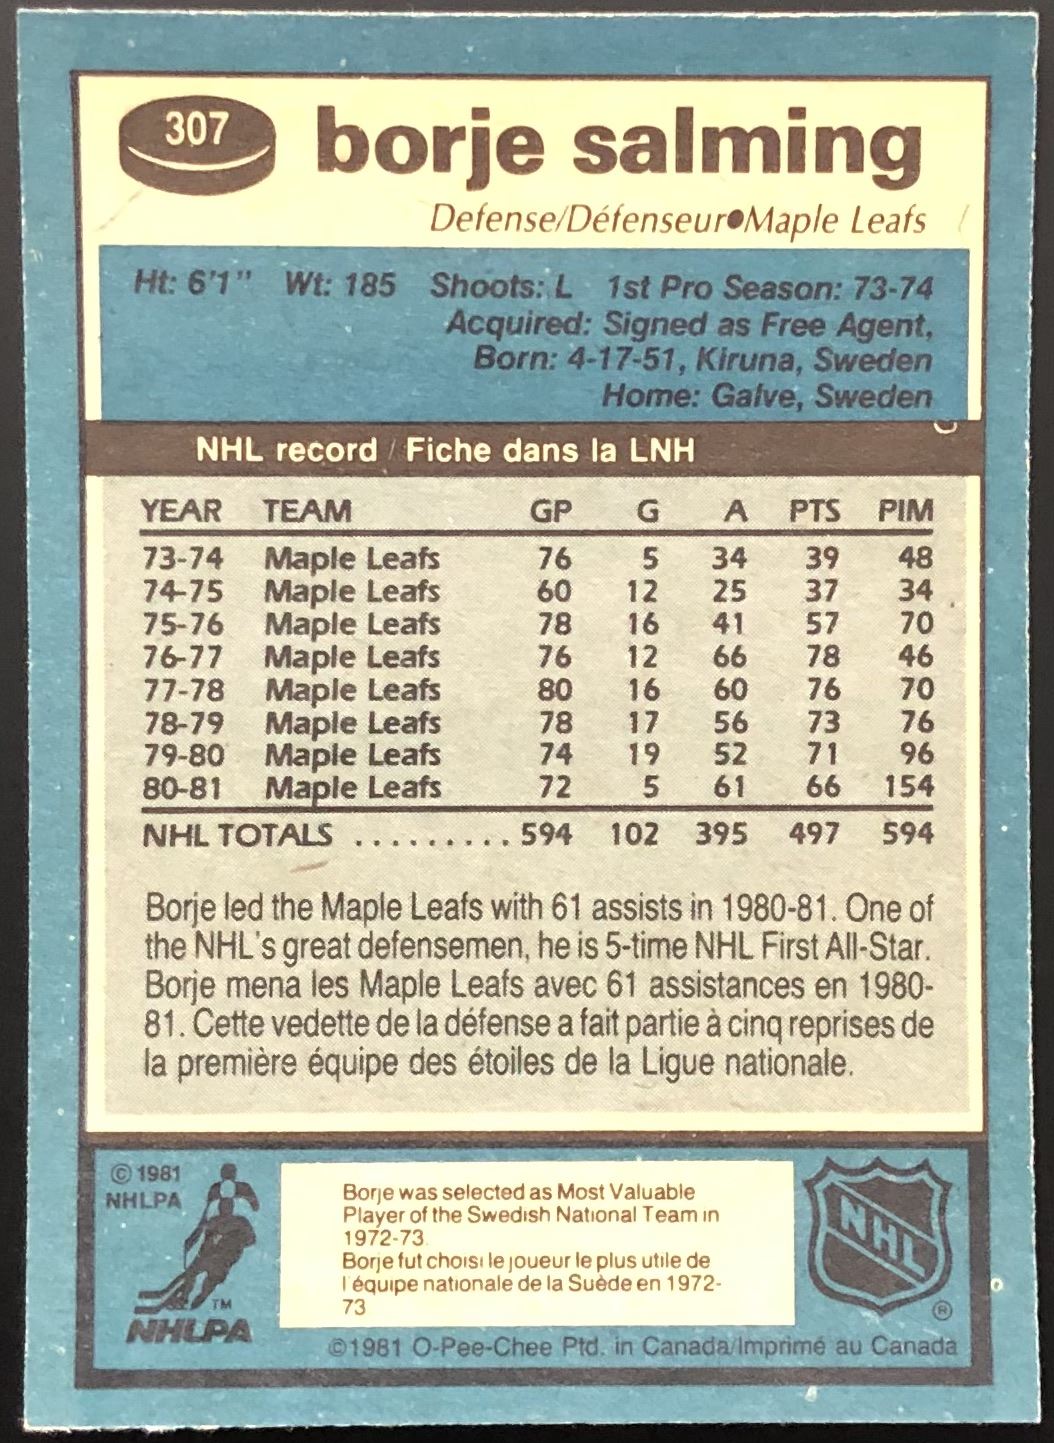 307 borje salming
Defense/Défenseur●Maple Leafs
Ht: 6'1" Wt: 185 Shoots: L 1st Pro Season: 73-74
Acquired: Signed as Free Agent,
Born: 4-17-51, Kiruna, Sweden
Home: Galve, Sweden
NHL record / Fiche dans la LNH
YEAR TEAM GP G A PTS PIM
73-74 Maple Leafs 76 5 34 39 48
74-75 Maple Leafs 60 12 25 37 34
75-76 Maple Leafs 78 16 41 57 70
76-77 Maple Leafs 76 12 66 78 46
77-78 Maple Leafs 80 16 60 76 70
78-79 Maple Leafs 78 17 56 73 76
79-80 Maple Leafs 74 19 52 71 96
80-81 Maple Leafs 72 5 61 66 154
NHL TOTALS ......... 594 102 395 497 594
Borje led the Maple Leafs with 61 assists in 1980-81. One of
the NHL's great defensemen, he is 5-time NHL First All-Star.
Borje mena les Maple Leafs avec 61 assistances en 1980-
81. Cette vedette de la défense a fait partie à cinq reprises de
la première équipe des étoiles de la Ligue nationale.
©1981
NHLPA
TM
NHLPA
Borje was selected as Most Valuable
Player of the Swedish National Team in
1972-73.
Borje fut choisi le joueur le plus utile de
l'équipe nationale de la Suède en 1972-
73
NHL
®
©1981 O-Pee-Chee Ptd. in Canada/Imprimé au Canada